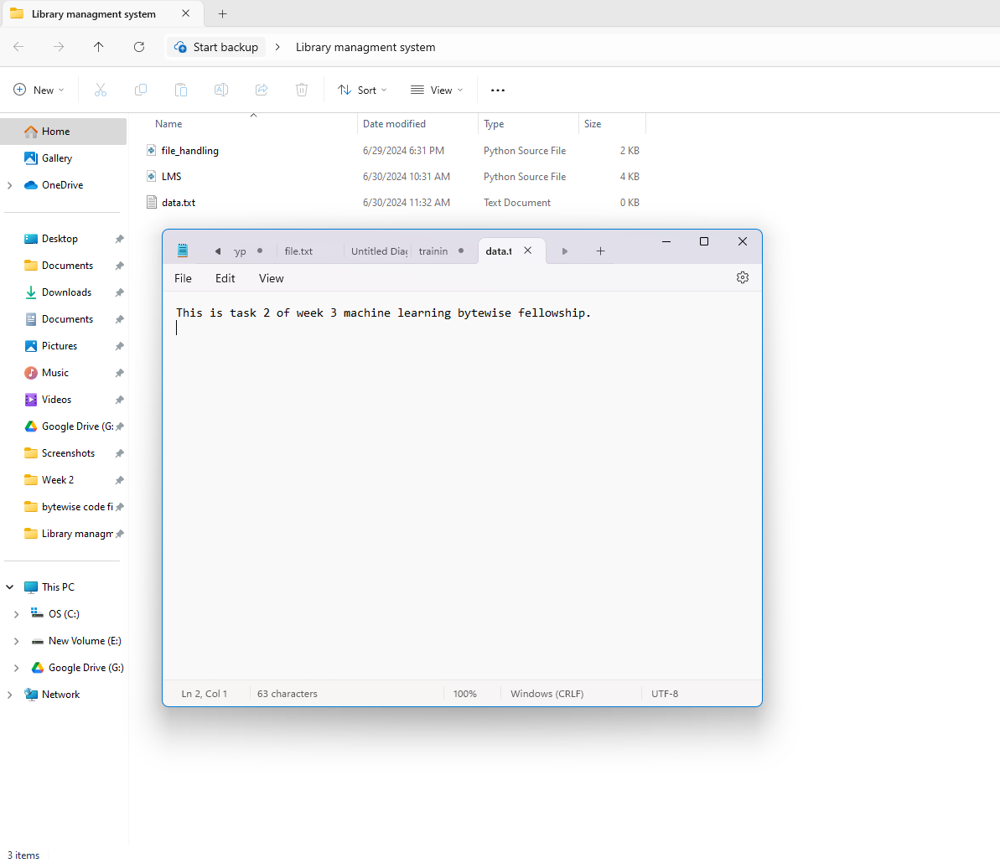 Library managment system
Start backup
Library managment system
New
Sort
View
Name
Date modified
Type
Size
Home
Gallery
OneDrive
file_handling
6/29/2024 6:31 PM
Python Source File
2 KB
LMS
6/30/2024 10:31 AM
Python Source File
4 KB
data.txt
6/30/2024 11:32 AM
Text Document
0 KB
Desktop
Documents
Downloads
Documents
Pictures
Music
Videos
Google Drive (G:
Screenshots
Week 2
bytewise code fi
Library managm
This PC
OS (C:)
New Volume (E:)
Google Drive (G:)
Network
3 items
yp
file.txt
Untitled Diag
trainin
data.t
File
Edit
View
This is task 2 of week 3 machine learning bytewise fellowship.
Ln 2, Col 1
63 characters
100%
Windows (CRLF)
UTF-8